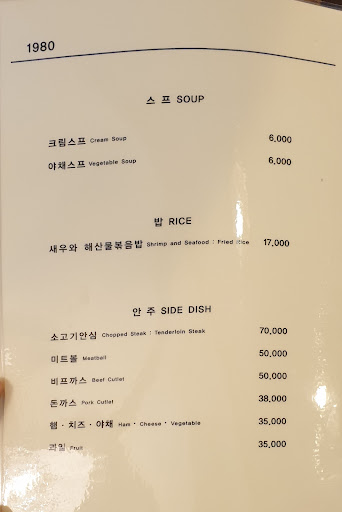 1980
스 프 SOUP
크림스프 Cream Soup 6,000
야채스프 Vegetable Soup 6,000
밥 RICE
새우와 해산물볶음밥 Shrimp and Seafood : Fried Rice 17,000
안 주 SIDE DISH
소고기안심 Chopped Steak : Tenderloin Steak 70,000
미트볼 Meatball 50,000
비프까스 Beef Cutlet 50,000
돈까스 Pork Cutlet 38,000
햄 · 치즈 · 야채 Ham · Cheese · Vegetable 35,000
과일 Fruit 35,000